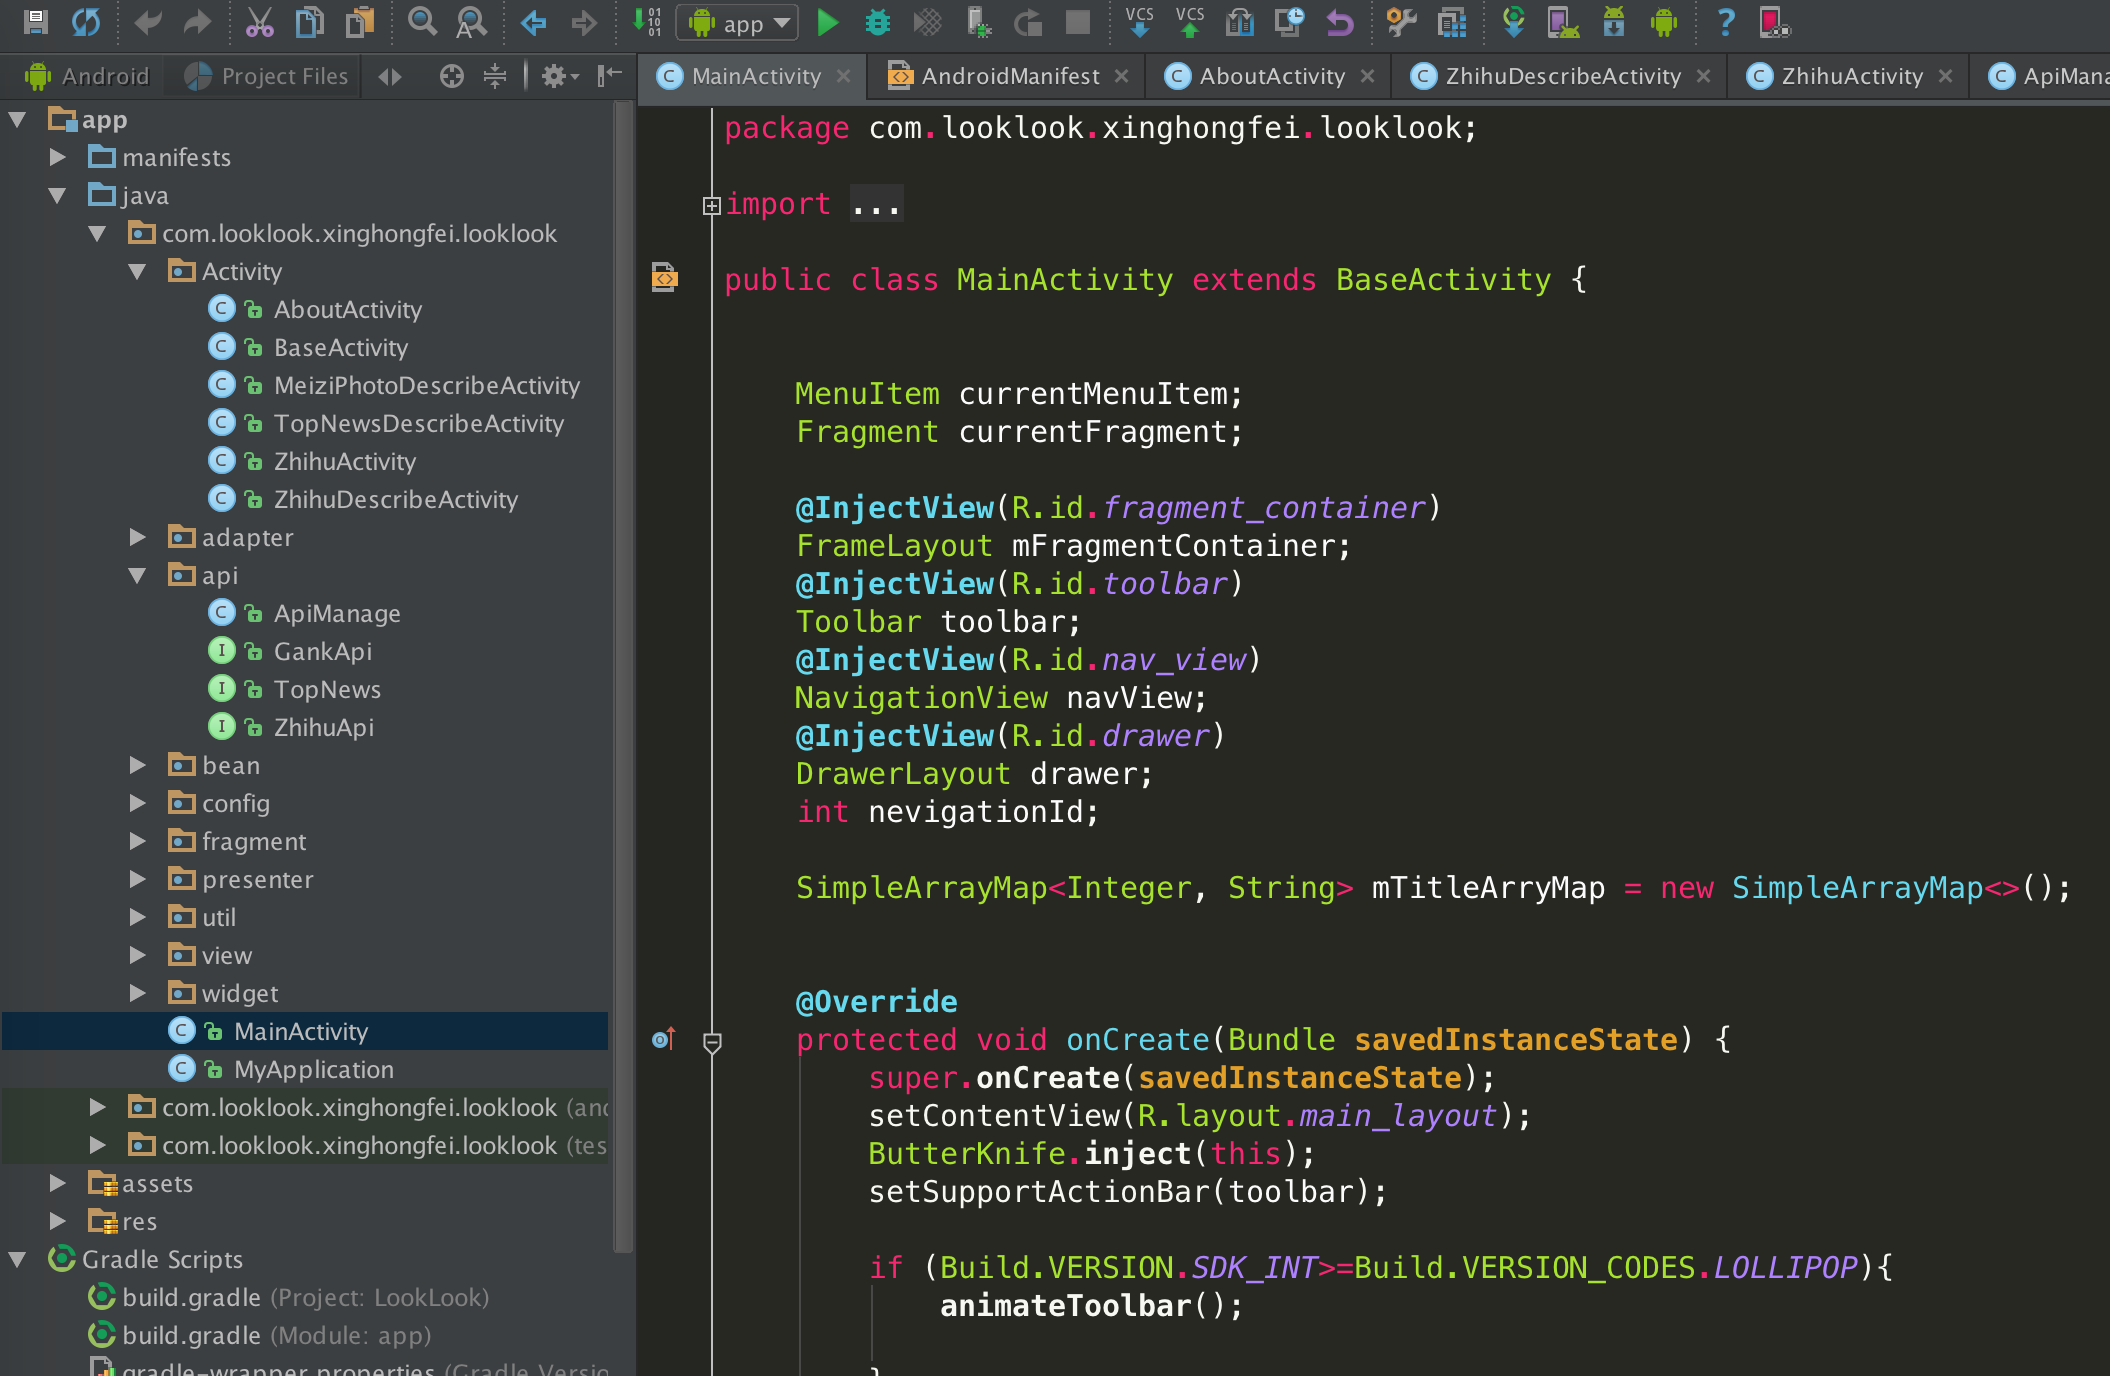 app
VCS
VCS
Android
Project Files
MainActivity
AndroidManifest
AboutActivity
ZhihuDescribeActivity
ZhihuActivity
ApiMana
app
manifests
java
com.looklook.xinghongfei.looklook
Activity
AboutActivity
BaseActivity
MeiziPhotoDescribeActivity
TopNewsDescribeActivity
ZhihuActivity
ZhihuDescribeActivity
adapter
api
ApiManage
GankApi
TopNews
ZhihuApi
bean
config
fragment
presenter
util
view
widget
MainActivity
MyApplication
com.looklook.xinghongfei.looklook (and
com.looklook.xinghongfei.looklook (tes
assets
res
Gradle Scripts
build.gradle (Project: LookLook)
build.gradle (Module: app)
gradle-wrapper.properties (Gradle Versio
package com.looklook.xinghongfei.looklook;
import ...
public class MainActivity extends BaseActivity {
MenuItem currentMenuItem;
Fragment currentFragment;
@InjectView(R.id.fragment_container)
FrameLayout mFragmentContainer;
@InjectView(R.id.toolbar)
Toolbar toolbar;
@InjectView(R.id.nav_view)
NavigationView navView;
@InjectView(R.id.drawer)
DrawerLayout drawer;
int nevigationId;
SimpleArrayMap<Integer, String> mTitleArryMap = new SimpleArrayMap<>();
@Override
protected void onCreate(Bundle savedInstanceState) {
super.onCreate(savedInstanceState);
setContentView(R.layout.main_layout);
ButterKnife.inject(this);
setSupportActionBar(toolbar);
if (Build.VERSION.SDK_INT>=Build.VERSION_CODES.LOLLIPOP){
animateToolbar();
}